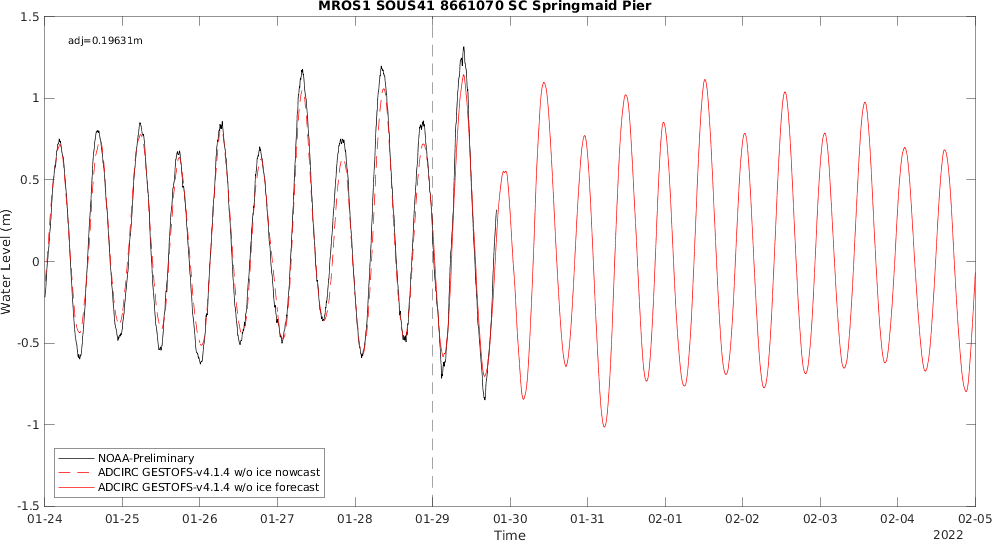 MROS1 SOUS41 8661070 SC Springmaid Pier
adj=0.19631m
1.5
1
0.5
0
-0.5
-1
-1.5
Water Level (m)
NOAA-Preliminary
ADCIRC GESTOFS-v4.1.4 w/o ice nowcast
ADCIRC GESTOFS-v4.1.4 w/o ice forecast
01-24 01-25 01-26 01-27 01-28 01-29 01-30 01-31 02-01 02-02 02-03 02-04 02-05
Time
2022